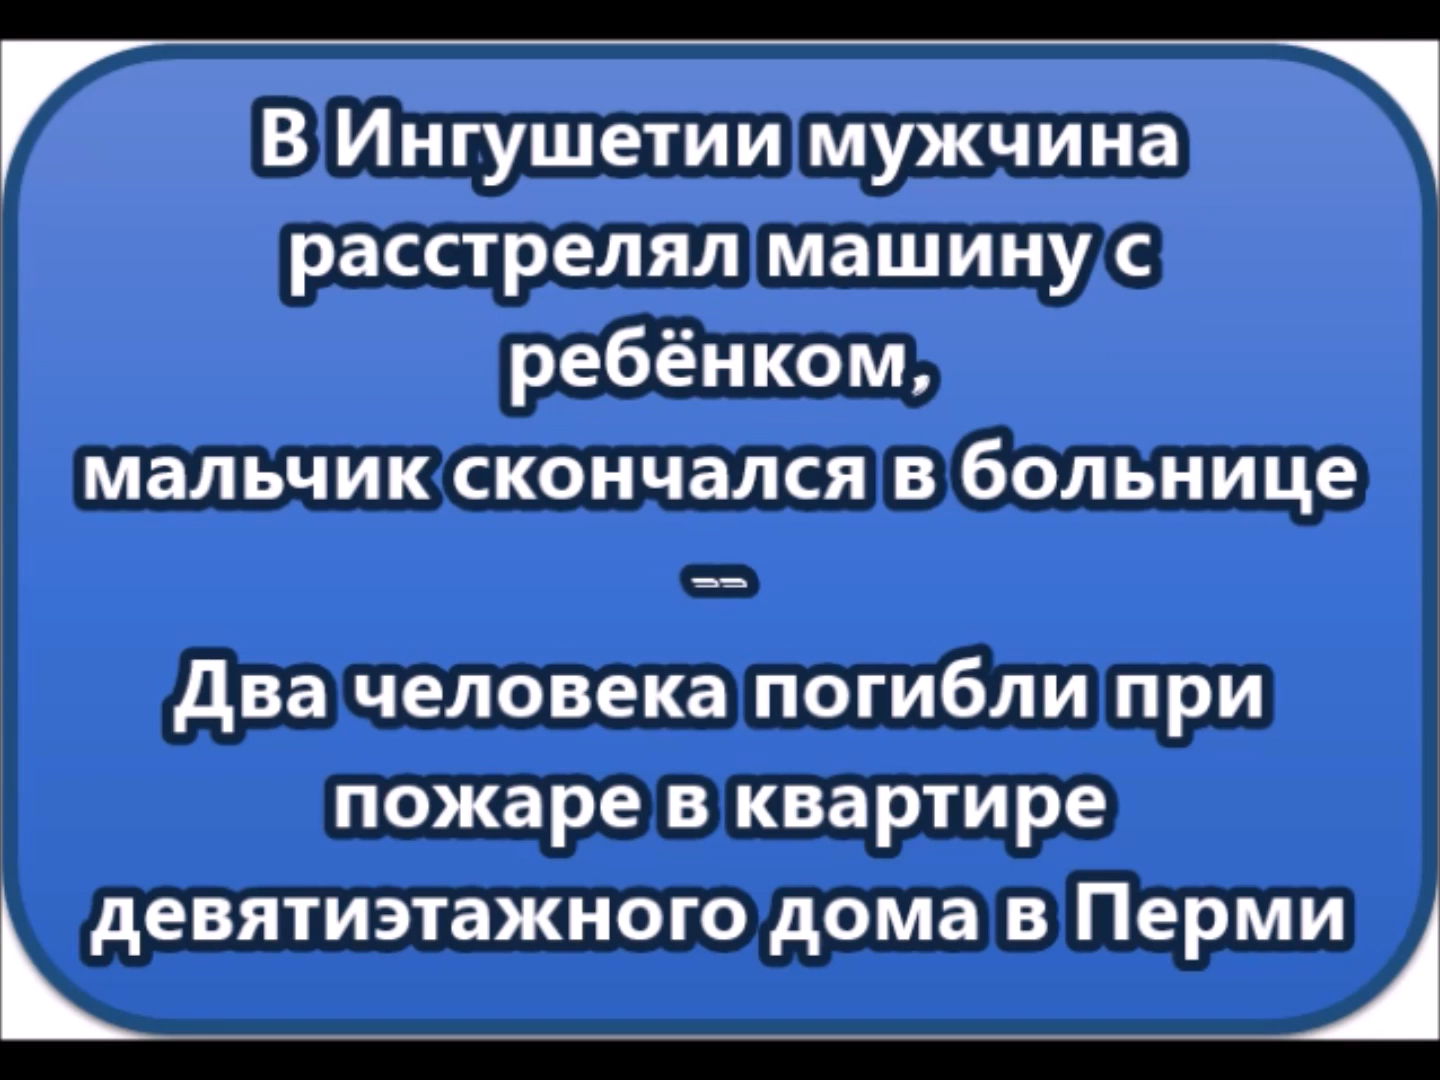 В Ингушетии мужчина
расстрелял машину с
ребёнком,
мальчик скончался в больнице
--
Два человека погибли при
пожаре в квартире
девятиэтажного дома в Перми